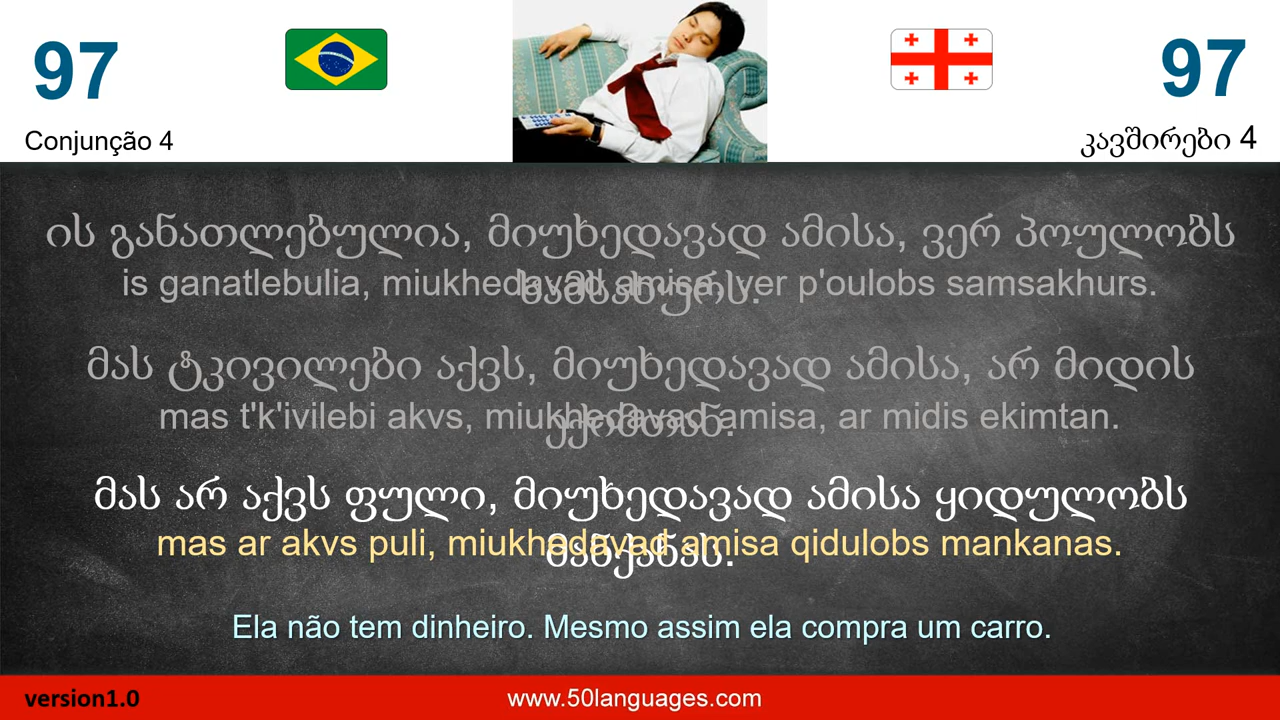 97
97
Conjunção 4
კავშირები 4
ის განათლებულია, მიუხედავად ამისა, ვერ პოულობს
სამსახურს.
is ganatlebulia, miukhedavad amisa, ver p'oulobs samsakhurs.
მას ტკივილები აქვს, მიუხედავად ამისა, არ მიდის
ექიმთან.
mas t'k'ivilebi akvs, miukhedavad amisa, ar midis ekimtan.
მას არ აქვს ფული, მიუხედავად ამისა ყიდულობს
მანქანას.
mas ar akvs puli, miukhedavad amisa qidulobs mankanas.
Ela não tem dinheiro. Mesmo assim ela compra um carro.
version1.0
www.50languages.com